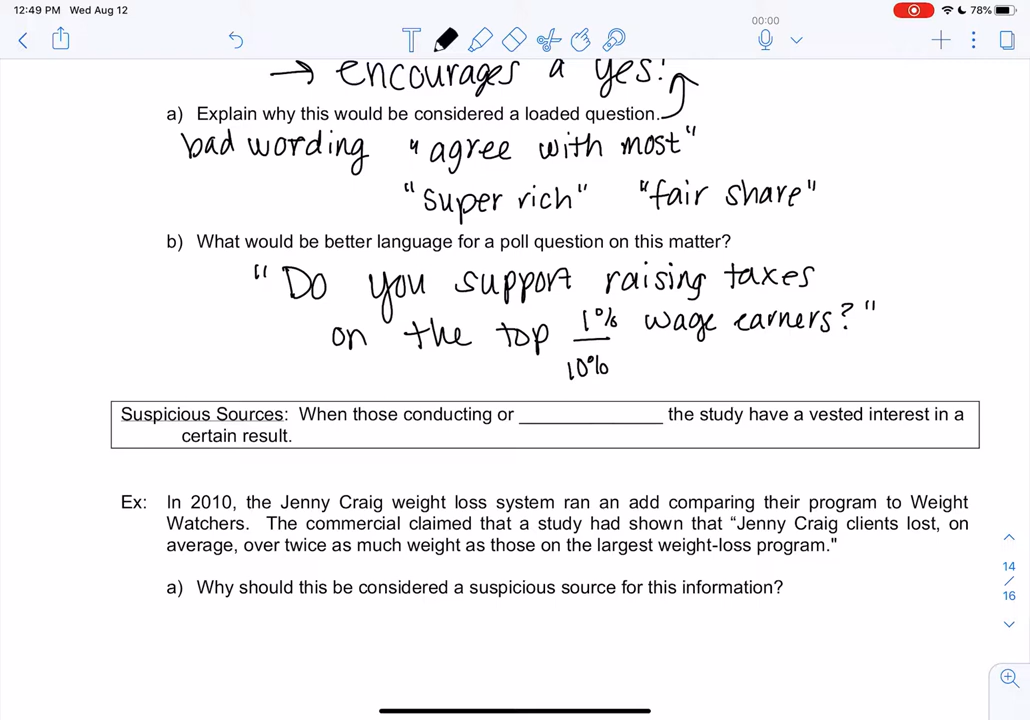 12:49 PM Wed Aug 12
78%
00:00
→ encourages a yes!
a) Explain why this would be considered a loaded question.
bad wording "agree with most"
"super rich" "fair share"
b) What would be better language for a poll question on this matter?
"Do you support raising taxes
on the top 1% wage earners?"
10%
Suspicious Sources: When those conducting or ______________ the study have a vested interest in a
certain result.
Ex: In 2010, the Jenny Craig weight loss system ran an add comparing their program to Weight
Watchers. The commercial claimed that a study had shown that “Jenny Craig clients lost, on
average, over twice as much weight as those on the largest weight-loss program."
a) Why should this be considered a suspicious source for this information?
14
/
16